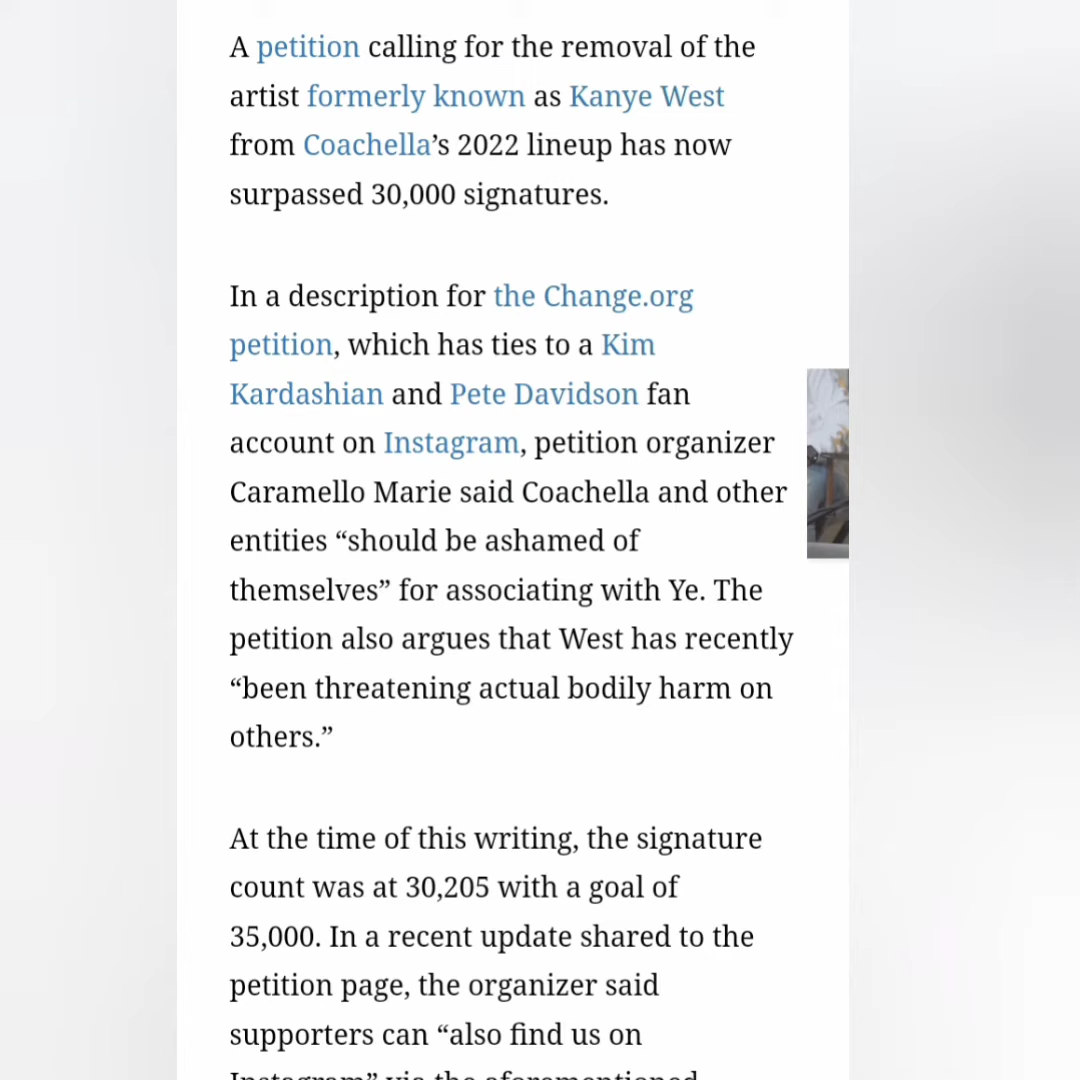 A petition calling for the removal of the
artist formerly known as Kanye West
from Coachella’s 2022 lineup has now
surpassed 30,000 signatures.
In a description for the Change.org
petition, which has ties to a Kim
Kardashian and Pete Davidson fan
account on Instagram, petition organizer
Caramello Marie said Coachella and other
entities “should be ashamed of
themselves” for associating with Ye. The
petition also argues that West has recently
“been threatening actual bodily harm on
others.”
At the time of this writing, the signature
count was at 30,205 with a goal of
35,000. In a recent update shared to the
petition page, the organizer said
supporters can “also find us on
Instagram” via the aforementioned